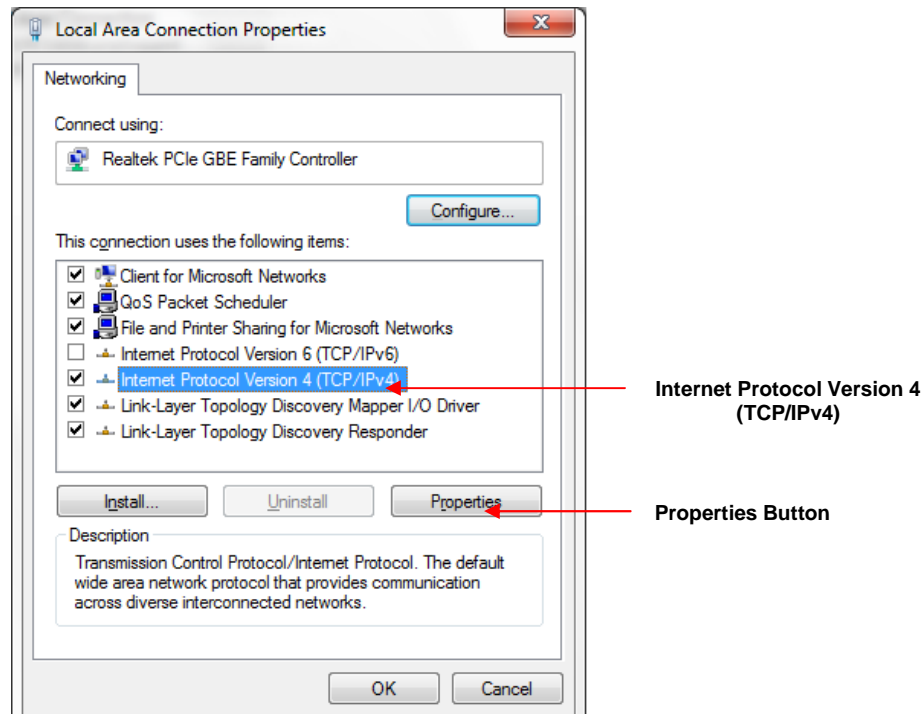 Local Area Connection Properties
Networking
Connect using:
Realtek PCIe GBE Family Controller
Configure...
This connection uses the following items:
Client for Microsoft Networks
QoS Packet Scheduler
File and Printer Sharing for Microsoft Networks
Internet Protocol Version 6 (TCP/IPv6)
Internet Protocol Version 4 (TCP/IPv4)
Link-Layer Topology Discovery Mapper I/O Driver
Link-Layer Topology Discovery Responder
Internet Protocol Version 4
(TCP/IPv4)
Install...
Uninstall
Properties
Properties Button
Description
Transmission Control Protocol/Internet Protocol. The default
wide area network protocol that provides communication
across diverse interconnected networks.
OK
Cancel